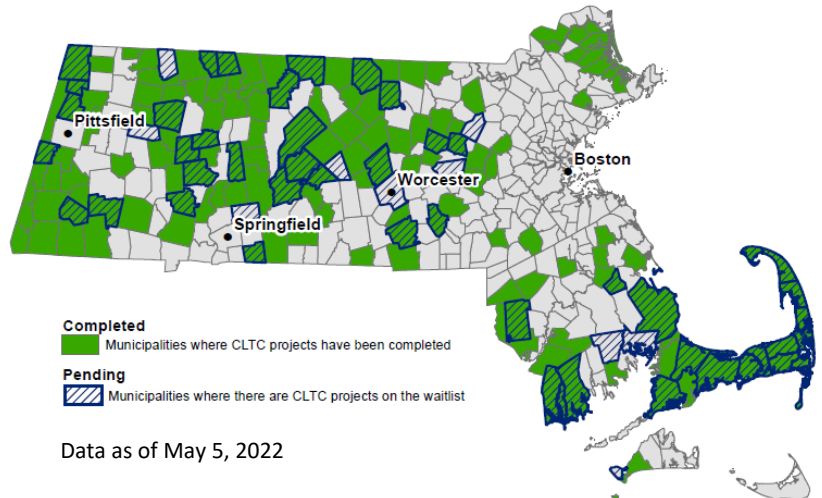 Pittsfield
Boston
Worcester
Springfield
Completed
Municipalities where CLTC projects have been completed
Pending
Municipalities where there are CLTC projects on the waitlist
Data as of May 5, 2022